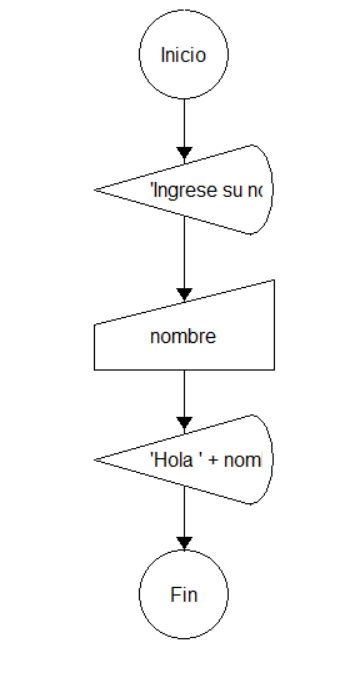 Inicio
'Ingrese su no
nombre
'Hola ' + nom
Fin